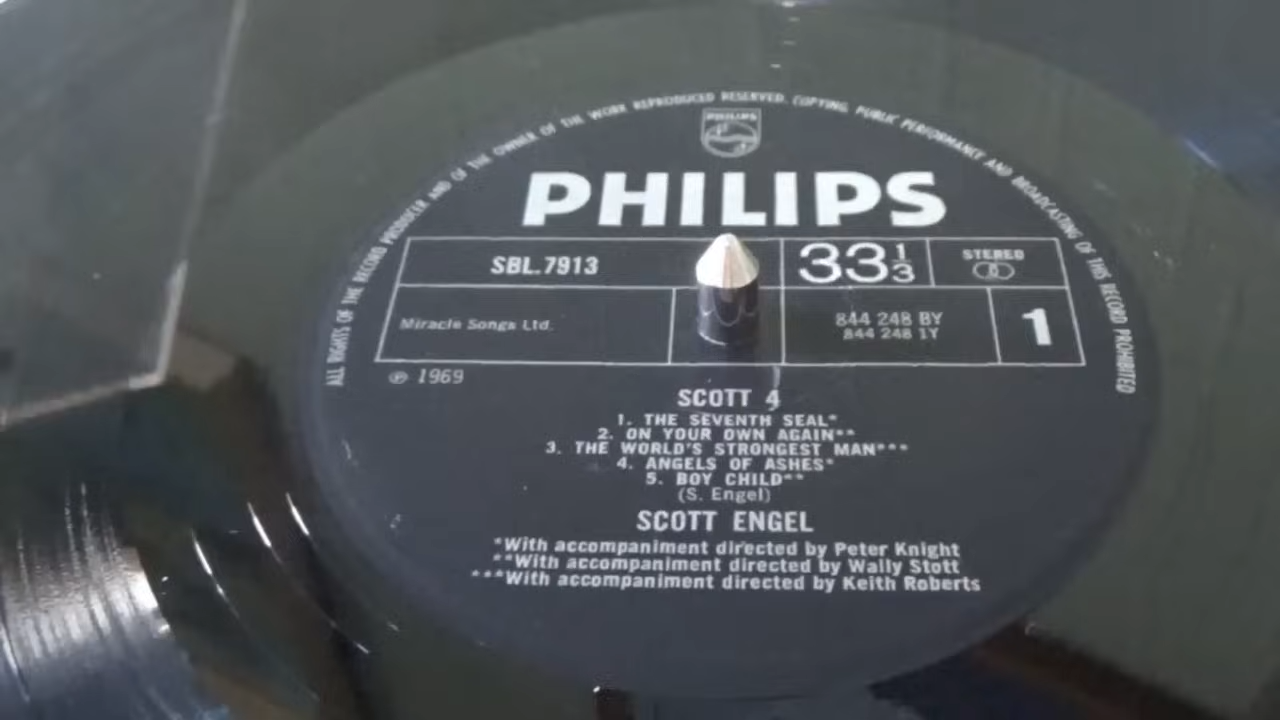 ALL RIGHTS OF THE RECORD PRODUCER AND OF THE OWNER OF THE WORK REPRODUCED RESERVED. COPYING, PUBLIC PERFORMANCE AND BROADCASTING OF THIS RECORD PROHIBITED
PHILIPS
PHILIPS
SBL.7913
33 1/3
STEREO
Miracle Songs Ltd.
844 248 BY
844 248 1Y
1
℗ 1969
SCOTT 4
1. THE SEVENTH SEAL*
2. ON YOUR OWN AGAIN**
3. THE WORLD'S STRONGEST MAN***
4. ANGELS OF ASHES*
5. BOY CHILD**
(S. Engel)
SCOTT ENGEL
*With accompaniment directed by Peter Knight
**With accompaniment directed by Wally Stott
***With accompaniment directed by Keith Roberts